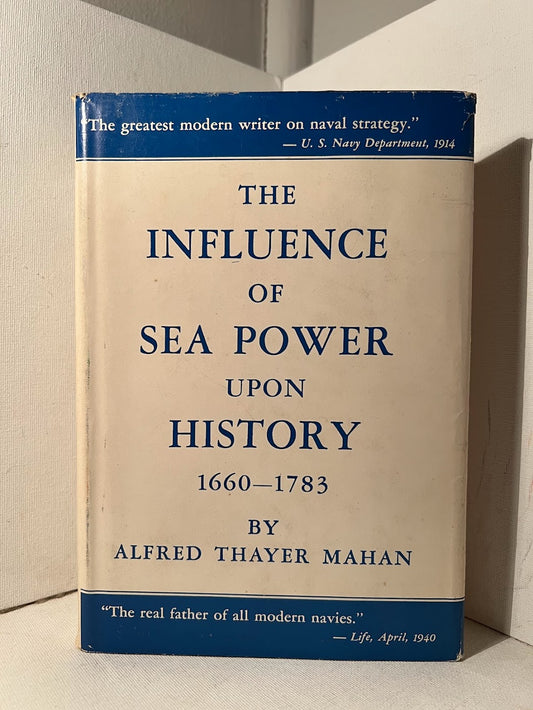 "The greatest modern writer on naval strategy."
— U. S. Navy Department, 1914
THE
INFLUENCE
OF
SEA POWER
UPON
HISTORY
1660—1783
BY
ALFRED THAYER MAHAN
"The real father of all modern navies."
— Life, April, 1940